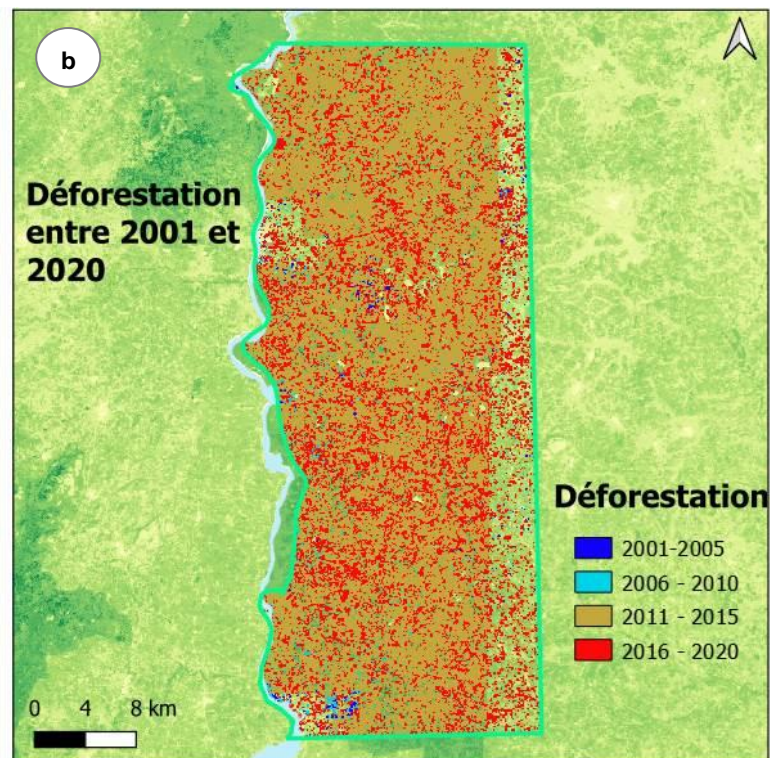 b
Déforestation
entre 2001 et
2020
Déforestation
2001-2005
2006 - 2010
2011 - 2015
2016 - 2020
0 4 8 km